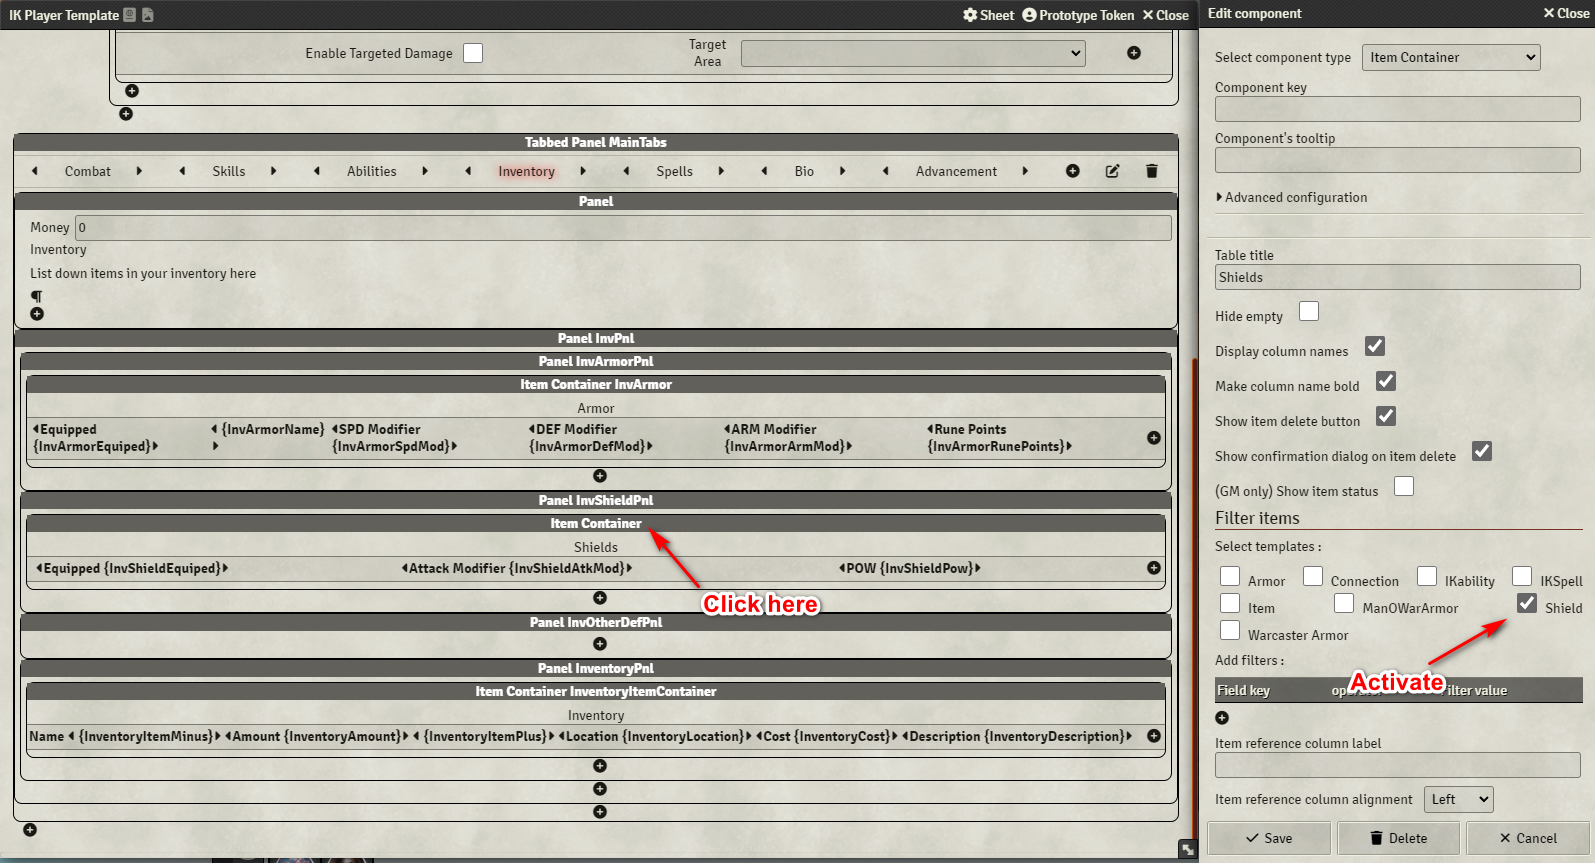 IK Player Template
Sheet
Prototype Token
Close
Enable Targeted Damage
Target
Area
Tabbed Panel MainTabs
Combat
Skills
Abilities
Inventory
Spells
Bio
Advancement
Panel
Money
0
Inventory
List down items in your inventory here
¶
Panel InvPnl
Panel InvArmorPnl
Item Container InvArmor
Armor
Equipped
{InvArmorEquiped}
{InvArmorName}
SPD Modifier
{InvArmorSpdMod}
DEF Modifier
{InvArmorDefMod}
ARM Modifier
{InvArmorArmMod}
Rune Points
{InvArmorRunePoints}
Panel InvShieldPnl
Item Container
Shields
Equipped {InvShieldEquiped}
Attack Modifier {InvShieldAtkMod}
POW {InvShieldPow}
Click here
Panel InvOtherDefPnl
Panel InventoryPnl
Item Container InventoryItemContainer
Inventory
Name
{InventoryItemMinus}
Amount {InventoryAmount}
{InventoryItemPlus}
Location {InventoryLocation}
Cost {InventoryCost}
Description {InventoryDescription}
Edit component
Close
Select component type
Item Container
Component key
Component's tooltip
Advanced configuration
Table title
Shields
Hide empty
Display column names
Make column name bold
Show item delete button
Show confirmation dialog on item delete
(GM only) Show item status
Filter items
Select templates :
Armor
Connection
IKability
IKSpell
Item
ManOWarArmor
Shield
Warcaster Armor
Add filters :
Activate
Field key
value
Item reference column label
Item reference column alignment
Left
Save
Delete
Cancel